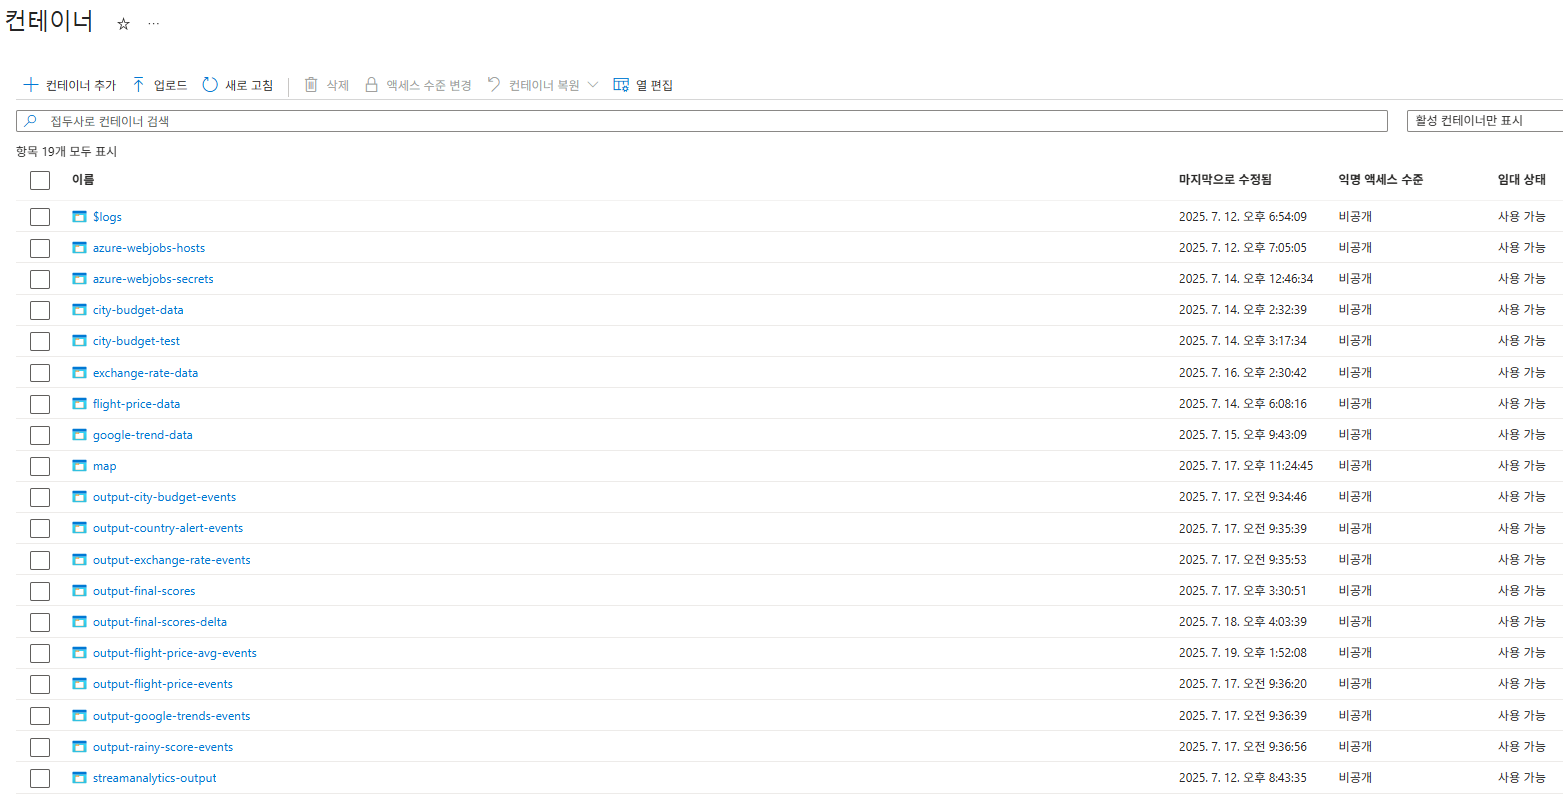 컨테이너
컨테이너 추가 업로드 새로 고침 삭제 액세스 수준 변경 컨테이너 복원 열 편집
접두사로 컨테이너 검색 활성 컨테이너만 표시
항목 19개 모두 표시
이름 마지막으로 수정됨 익명 액세스 수준 임대 상태
$logs 2025. 7. 12. 오후 6:54:09 비공개 사용 가능
azure-webjobs-hosts 2025. 7. 12. 오후 7:05:05 비공개 사용 가능
azure-webjobs-secrets 2025. 7. 14. 오후 12:46:34 비공개 사용 가능
city-budget-data 2025. 7. 14. 오후 2:32:39 비공개 사용 가능
city-budget-test 2025. 7. 14. 오후 3:17:34 비공개 사용 가능
exchange-rate-data 2025. 7. 16. 오후 2:30:42 비공개 사용 가능
flight-price-data 2025. 7. 14. 오후 6:08:16 비공개 사용 가능
google-trend-data 2025. 7. 15. 오후 9:43:09 비공개 사용 가능
map 2025. 7. 17. 오후 11:24:45 비공개 사용 가능
output-city-budget-events 2025. 7. 17. 오전 9:34:46 비공개 사용 가능
output-country-alert-events 2025. 7. 17. 오전 9:35:39 비공개 사용 가능
output-exchange-rate-events 2025. 7. 17. 오전 9:35:53 비공개 사용 가능
output-final-scores 2025. 7. 17. 오후 3:30:51 비공개 사용 가능
output-final-scores-delta 2025. 7. 18. 오후 4:03:39 비공개 사용 가능
output-flight-price-avg-events 2025. 7. 19. 오후 1:52:08 비공개 사용 가능
output-flight-price-events 2025. 7. 17. 오전 9:36:20 비공개 사용 가능
output-google-trends-events 2025. 7. 17. 오전 9:36:39 비공개 사용 가능
output-rainy-score-events 2025. 7. 17. 오전 9:36:56 비공개 사용 가능
streamanalytics-output 2025. 7. 12. 오후 8:43:35 비공개 사용 가능